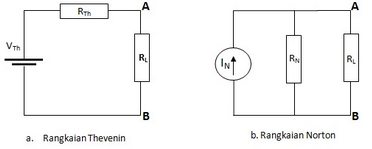 RTh
A
VTh
RL
B
a. Rangkaian Thevenin
A
IN
RN
RL
B
b. Rangkaian Norton